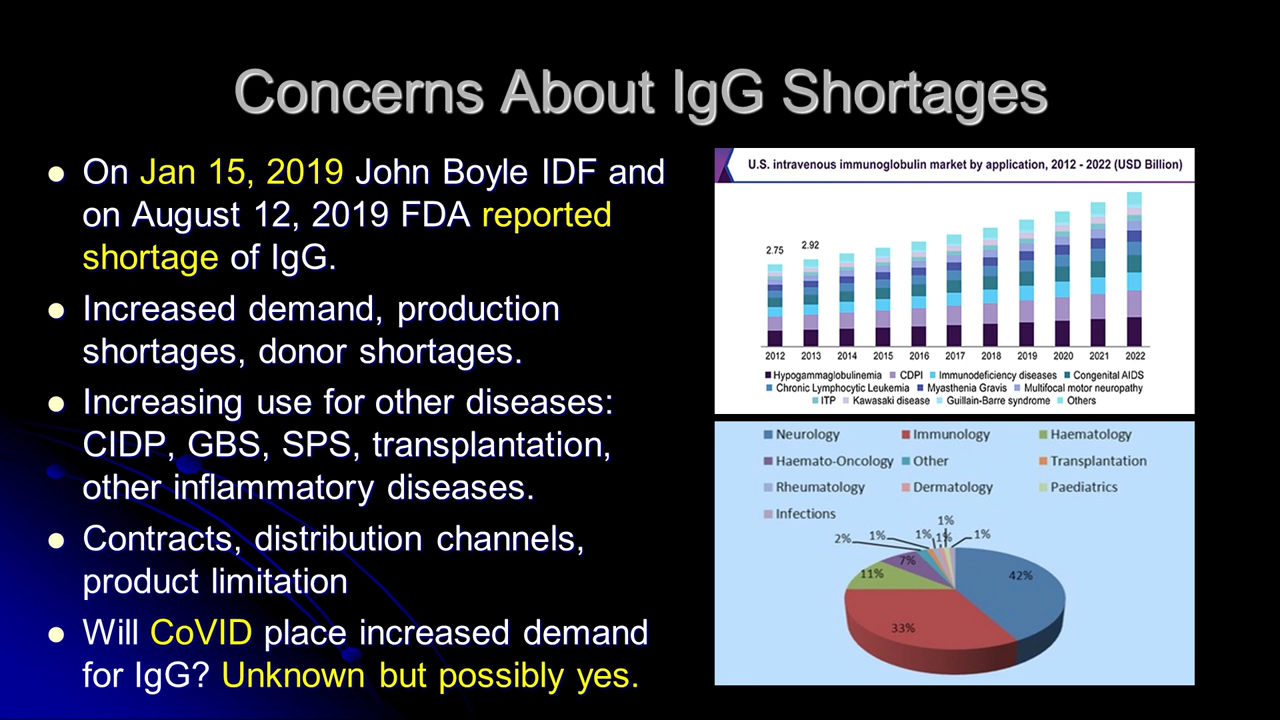 Concerns About IgG Shortages
● On Jan 15, 2019 John Boyle IDF and
on August 12, 2019 FDA reported
shortage of IgG.
● Increased demand, production
shortages, donor shortages.
● Increasing use for other diseases:
CIDP, GBS, SPS, transplantation,
other inflammatory diseases.
● Contracts, distribution channels,
product limitation
● Will CoVID place increased demand
for IgG? Unknown but possibly yes.
U.S. intravenous immunoglobulin market by application, 2012 - 2022 (USD Billion)
2.75 2.92
2012 2013 2014 2015 2016 2017 2018 2019 2020 2021 2022
Hypogammaglobulinemia CDPI Immunodeficiency diseases Congenital AIDS
Chronic Lymphocytic Leukemia Myasthenia Gravis Multifocal motor neuropathy
ITP Kawasaki disease Guillain-Barre syndrome Others
Neurology Immunology Haematology
Haemato-Oncology Other Transplantation
Rheumatology Dermatology Paediatrics
Infections
1%
2% 1% 1% 1% 1%
7%
11% 42%
33%